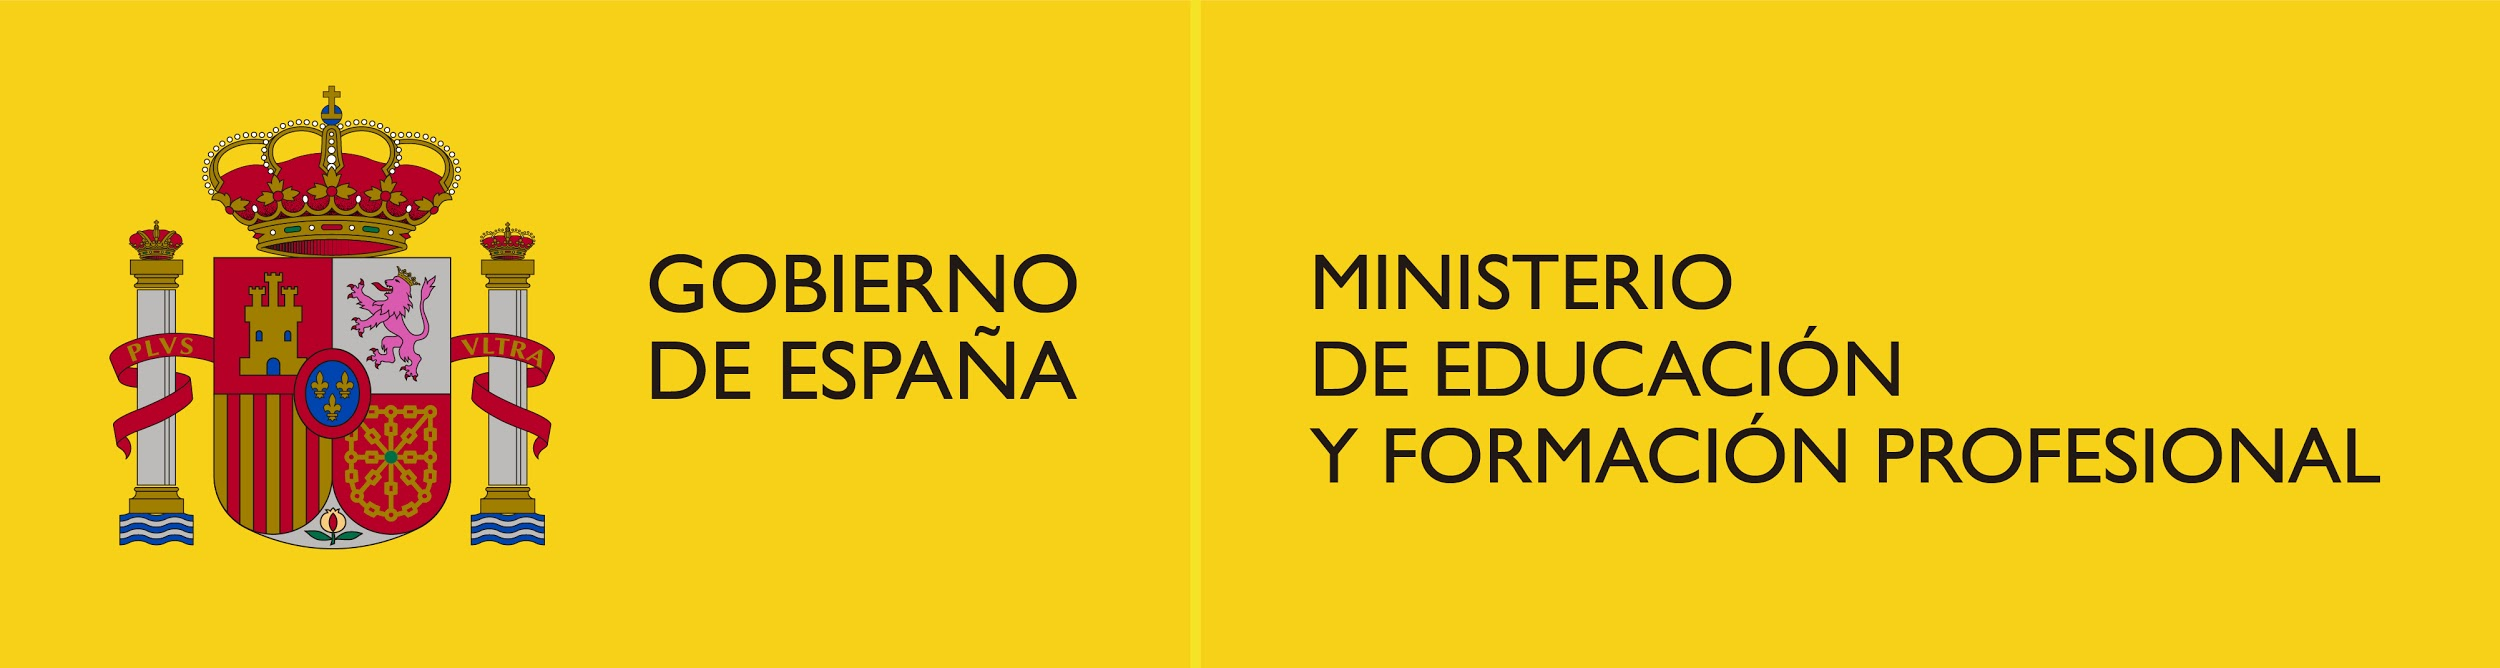 PLVS VLTRA
GOBIERNO
DE ESPAÑA
MINISTERIO
DE EDUCACIÓN
Y FORMACIÓN PROFESIONAL